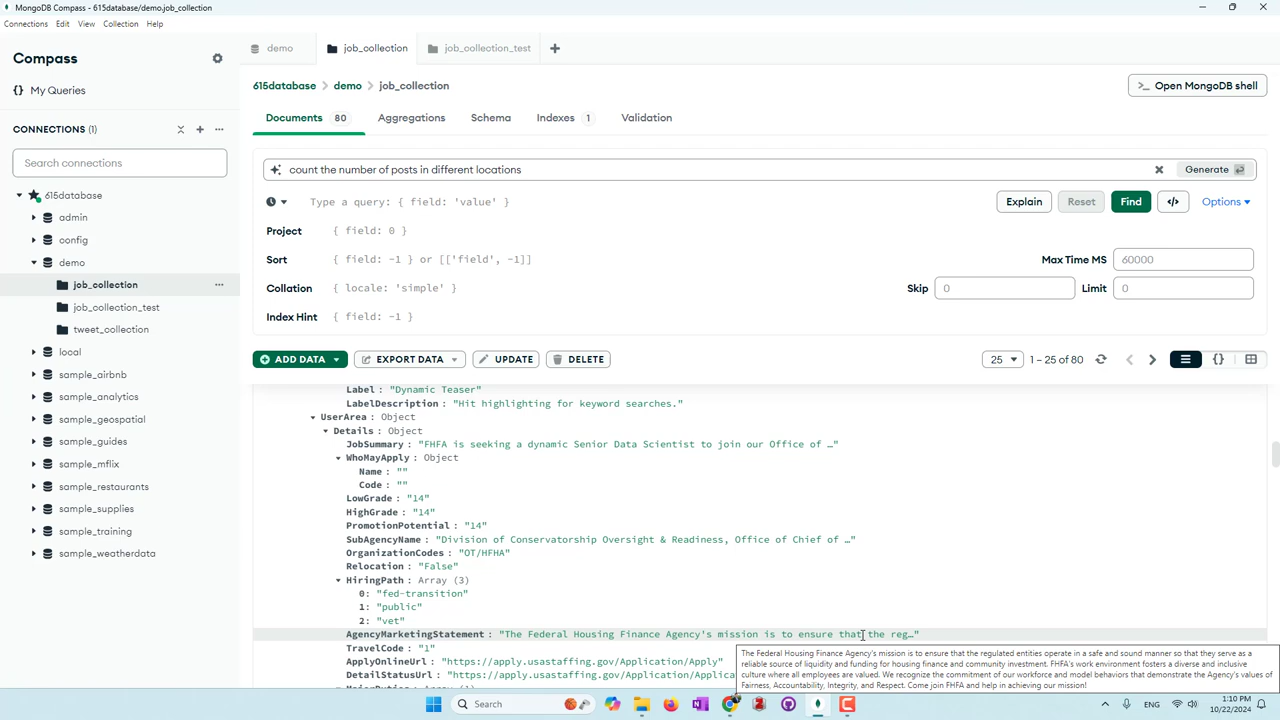 MongoDB Compass - 615database/demo.job_collection
Connections Edit View Collection Help
Compass
{} My Queries
CONNECTIONS (1)
Search connections
615database
admin
config
demo
job_collection
job_collection_test
tweet_collection
local
sample_airbnb
sample_analytics
sample_geospatial
sample_guides
sample_mflix
sample_restaurants
sample_supplies
sample_training
sample_weatherdata
demo job_collection job_collection_test
615database > demo > job_collection
>_ Open MongoDB shell
Documents 80 Aggregations Schema Indexes 1 Validation
count the number of posts in different locations
Generate
Type a query: { field: 'value' }
Explain Reset Find </> Options
Project { field: 0 }
Sort { field: -1 } or [['field', -1]]
Max Time MS 60000
Collation { locale: 'simple' }
Skip 0 Limit 0
Index Hint { field: -1 }
ADD DATA EXPORT DATA UPDATE DELETE
25 1 – 25 of 80 {}
Label : "Dynamic Teaser"
LabelDescription : "Hit highlighting for keyword searches."
UserArea : Object
Details : Object
JobSummary : "FHFA is seeking a dynamic Senior Data Scientist to join our Office of …"
WhoMayApply : Object
Name : ""
Code : ""
LowGrade : "14"
HighGrade : "14"
PromotionPotential : "14"
SubAgencyName : "Division of Conservatorship Oversight & Readiness, Office of Chief of …"
OrganizationCodes : "OT/HFHA"
Relocation : "False"
HiringPath : Array (3)
0: "fed-transition"
1: "public"
2: "vet"
AgencyMarketingStatement : "The Federal Housing Finance Agency's mission is to ensure that the reg…"
TravelCode : "1"
ApplyOnlineUrl : "https://apply.usastaffing.gov/Application/Apply"
DetailStatusUrl : "https://apply.usastaffing.gov/Application/Applica
The Federal Housing Finance Agency's mission is to ensure that the regulated entities operate in a safe and sound manner so that they serve as a
reliable source of liquidity and funding for housing finance and community investment. FHFA's work environment fosters a diverse and inclusive
culture where all employees are valued. We recognize the commitment of our workforce and model behaviors that demonstrate the Agency's values of
Fairness, Accountability, Integrity, and Respect. Come join FHFA and help in achieving our mission!
Search
ENG
1:10 PM
10/22/2024